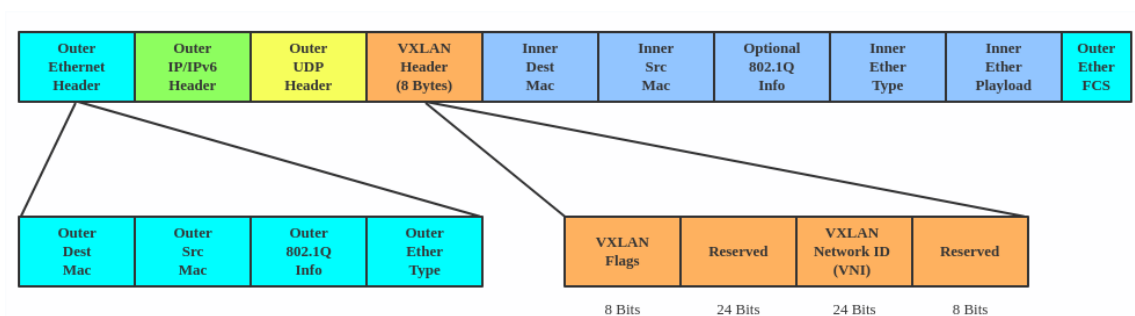 Outer
Ethernet
Header
Outer
IP/IPv6
Header
Outer
UDP
Header
VXLAN
Header
(8 Bytes)
Inner
Dest
Mac
Inner
Src
Mac
Optional
802.1Q
Info
Inner
Ether
Type
Inner
Ether
Playload
Outer
Ether
FCS
Outer
Dest
Mac
Outer
Src
Mac
Outer
802.1Q
Info
Outer
Ether
Type
VXLAN
Flags
Reserved
VXLAN
Network ID
(VNI)
Reserved
8 Bits
24 Bits
24 Bits
8 Bits